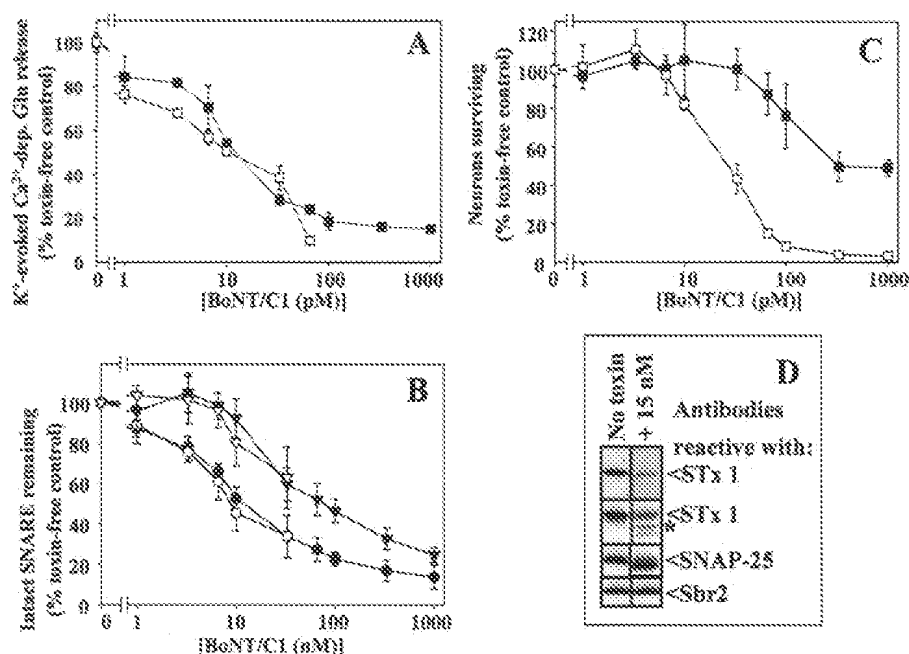 A
K⁺-evoked Ca²⁺-dep. Glu release
(% toxin-free control)
100
80
60
40
20
0
0 1 10 100 1000
[BoNT/C1 (pM)]
C
Neurons surviving
(% toxin-free control)
120
100
80
60
40
20
0
0 1 10 100 1000
[BoNT/C1 (pM)]
B
Intact SNARE remaining
(% toxin-free control)
100
80
60
40
20
0
0 1 10 100 1000
[BoNT/C1 (nM)]
D
No toxin
+ 15 nM
Antibodies
reactive with:
<STx 1
<STx 1
*
<SNAP-25
<Sbr2